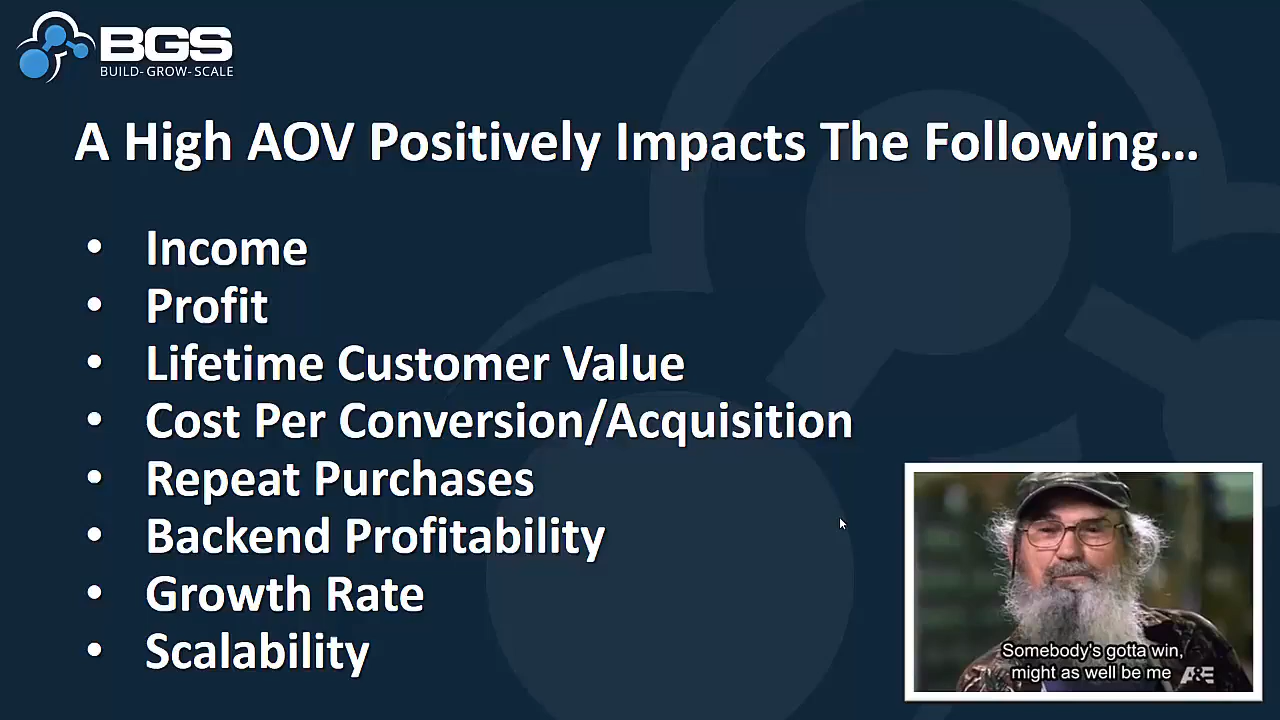 BGS
BUILD-GROW-SCALE
A High AOV Positively Impacts The Following...
• Income
• Profit
• Lifetime Customer Value
• Cost Per Conversion/Acquisition
• Repeat Purchases
• Backend Profitability
• Growth Rate
• Scalability
Somebody's gotta win,
might as well be me
A&E